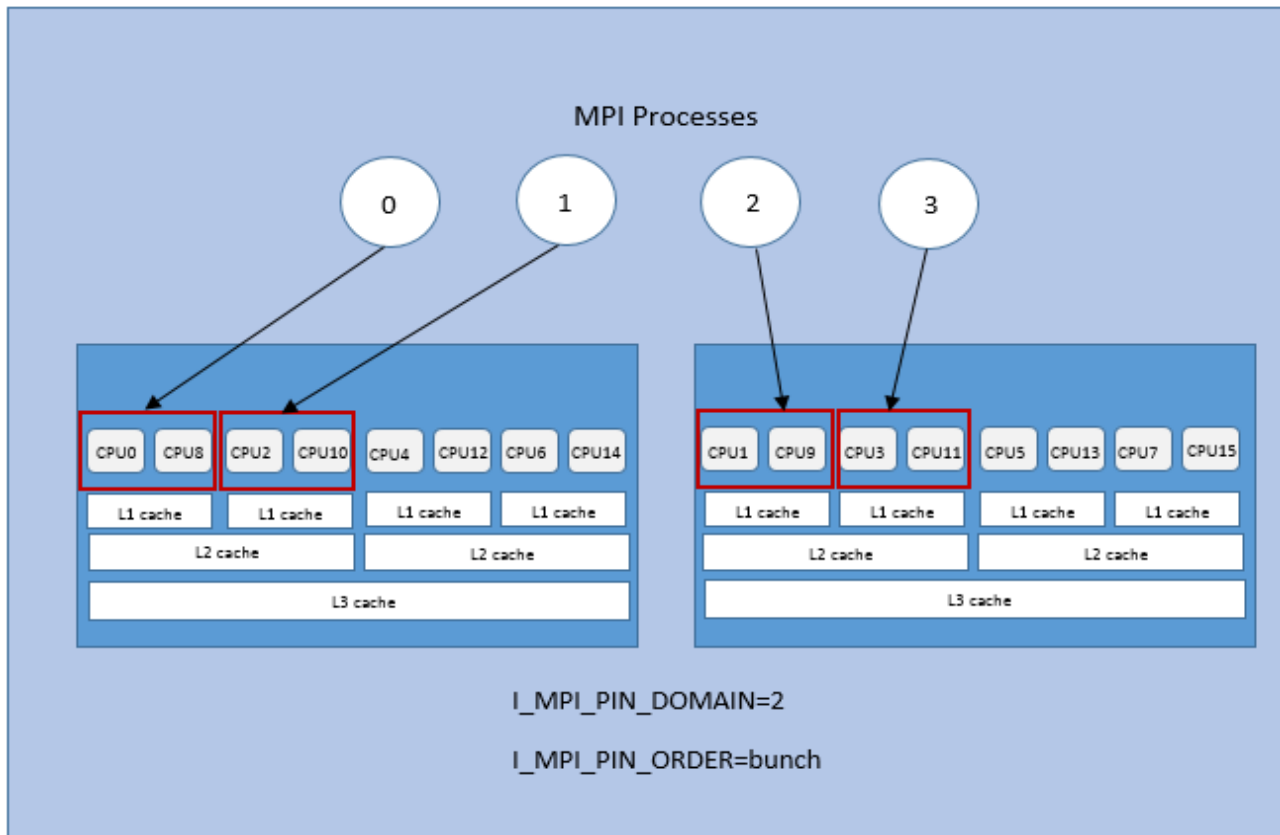 MPI Processes
0 1 2 3
CPU0 CPU8 CPU2 CPU10 CPU4 CPU12 CPU6 CPU14 CPU1 CPU9 CPU3 CPU11 CPU5 CPU13 CPU7 CPU15
L1 cache L1 cache L1 cache L1 cache L1 cache L1 cache L1 cache L1 cache
L2 cache L2 cache L2 cache L2 cache
L3 cache L3 cache
I_MPI_PIN_DOMAIN=2
I_MPI_PIN_ORDER=bunch